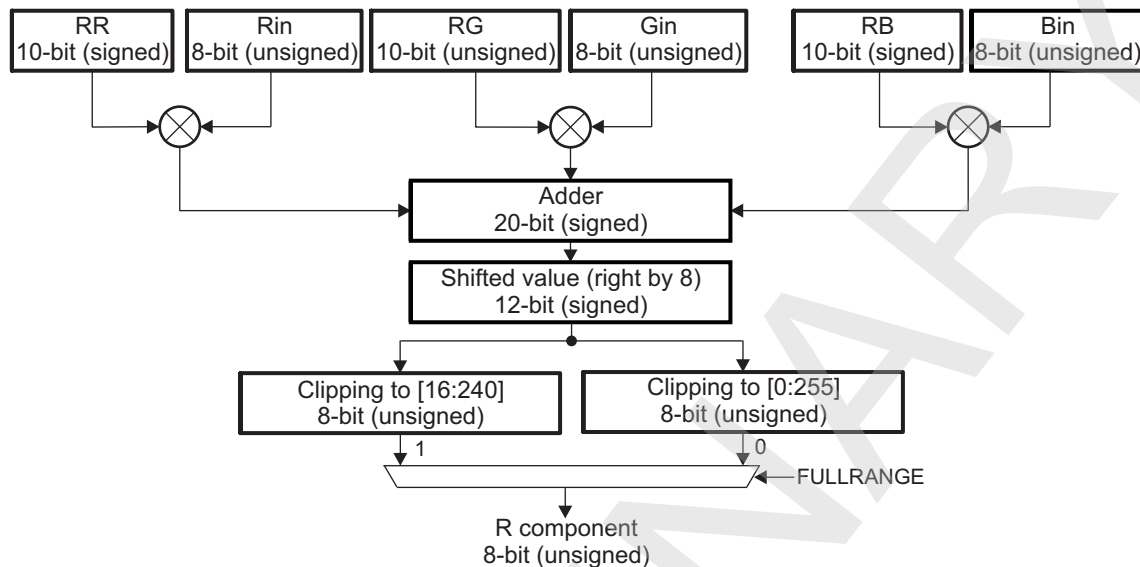 RR
10-bit (signed)
Rin
8-bit (unsigned)
RG
10-bit (unsigned)
Gin
8-bit (unsigned)
RB
10-bit (signed)
Bin
8-bit (unsigned)
Adder
20-bit (signed)
Shifted value (right by 8)
12-bit (signed)
Clipping to [16:240]
8-bit (unsigned)
Clipping to [0:255]
8-bit (unsigned)
1
0
FULLRANGE
R component
8-bit (unsigned)
NARY